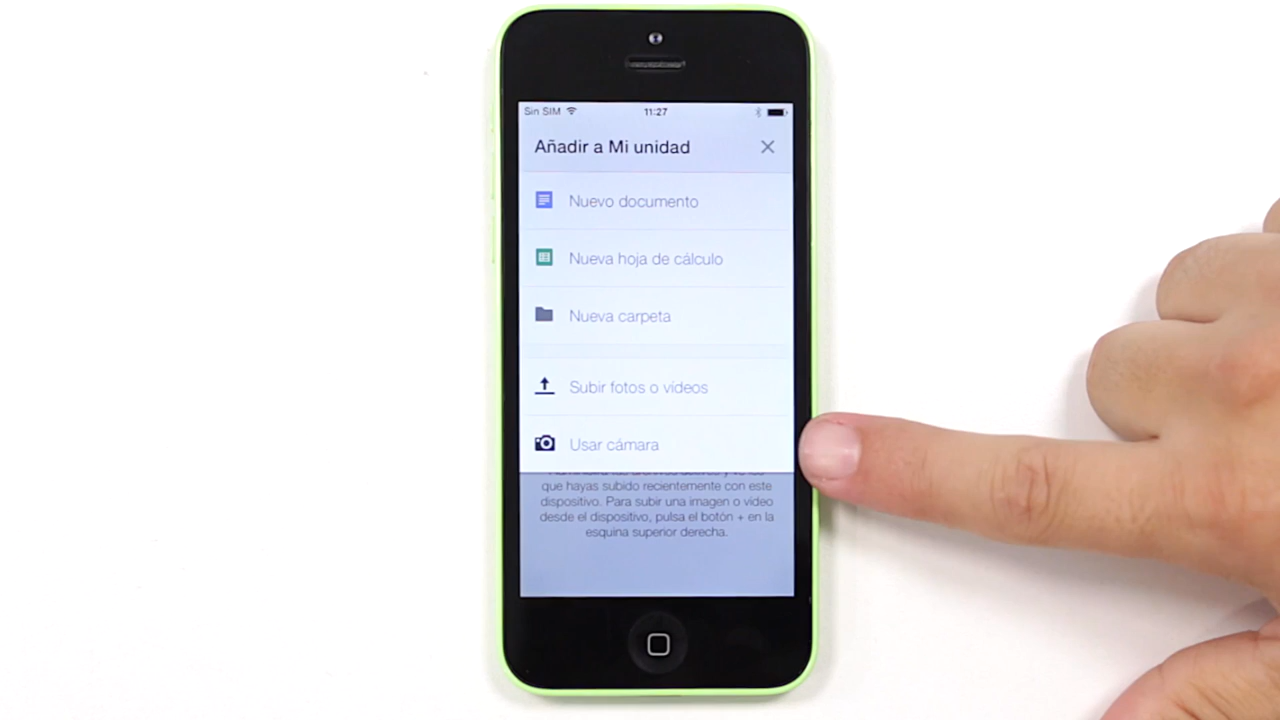 Sin SIM 11:27
Añadir a Mi unidad
Nuevo documento
Nueva hoja de cálculo
Nueva carpeta
Subir fotos o vídeos
Usar cámara
que hayas subido recientemente con este
dispositivo. Para subir una imagen o vídeo
desde el dispositivo, pulsa el botón + en la
esquina superior derecha.